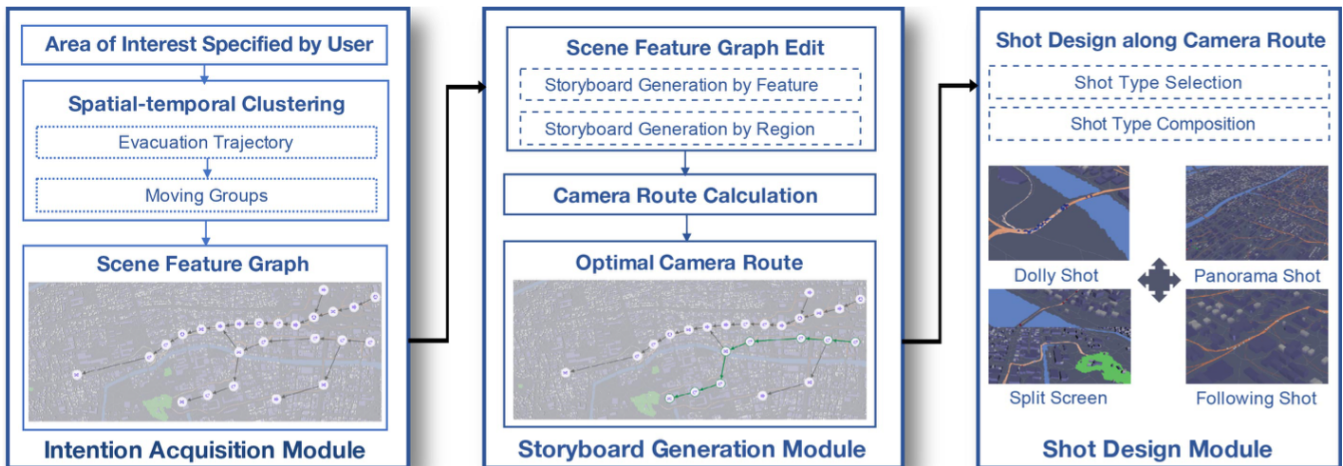 Area of Interest Specified by User
Spatial-temporal Clustering
Evacuation Trajectory
Moving Groups
Scene Feature Graph
Intention Acquisition Module
Scene Feature Graph Edit
Storyboard Generation by Feature
Storyboard Generation by Region
Camera Route Calculation
Optimal Camera Route
Storyboard Generation Module
Shot Design along Camera Route
Shot Type Selection
Shot Type Composition
Dolly Shot
Panorama Shot
Split Screen
Following Shot
Shot Design Module